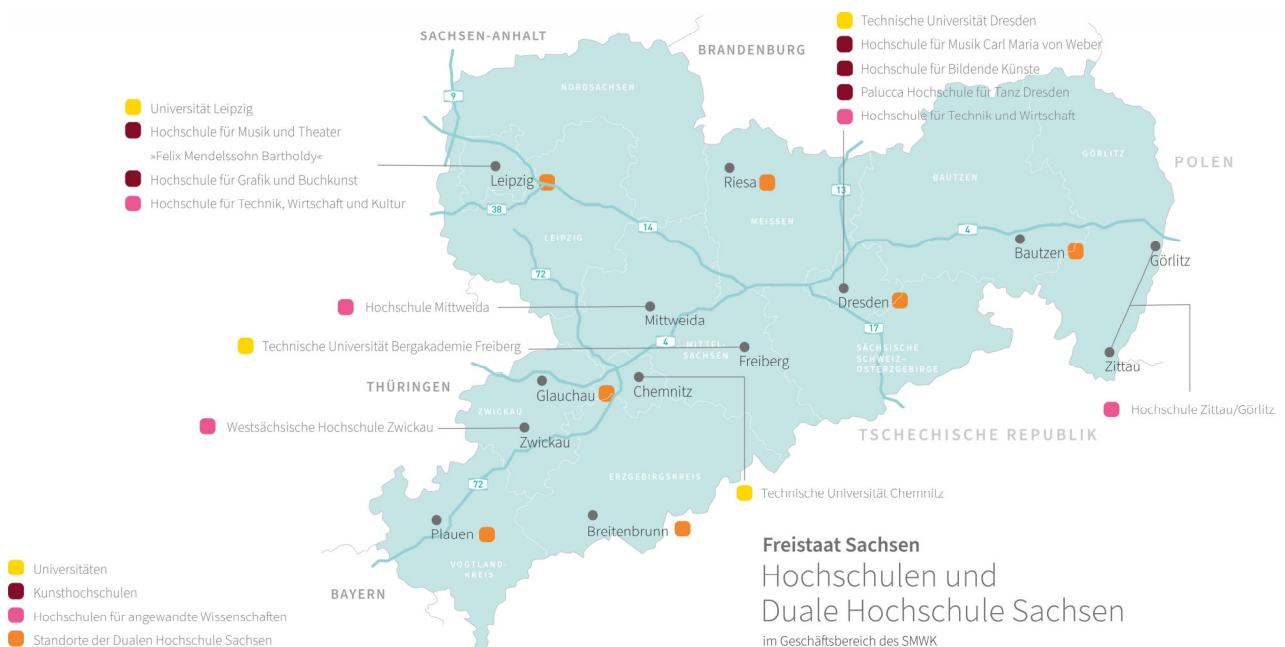 SACHSEN-ANHALT
BRANDENBURG
Technische Universität Dresden
Hochschule für Musik Carl Maria von Weber
Hochschule für Bildende Künste
Palucca Hochschule für Tanz Dresden
Hochschule für Technik und Wirtschaft
NORDSACHSEN
9
Universität Leipzig
Hochschule für Musik und Theater
»Felix Mendelssohn Bartholdy«
Hochschule für Grafik und Buchkunst
Hochschule für Technik, Wirtschaft und Kultur
Leipzig
38
LEIPZIG
14
Riesa
MEISSEN
13
BAUTZEN
GÖRLITZ
POLEN
4
Bautzen
Görlitz
72
Hochschule Mittweida
Mittweida
Dresden
17
Technische Universität Bergakademie Freiberg
4
MITTEL-
SACHSEN
Freiberg
SÄCHSISCHE
SCHWEIZ-
OSTERZGEBIRGE
Zittau
THÜRINGEN
Glauchau
Chemnitz
ZWICKAU
Hochschule Zittau/Görlitz
Westsächsische Hochschule Zwickau
Zwickau
TSCHECHISCHE REPUBLIK
ERZGEBIRGSKREIS
72
Technische Universität Chemnitz
Plauen
Breitenbrunn
VOGTLAND-
KREIS
BAYERN
Universitäten
Kunsthochschulen
Hochschulen für angewandte Wissenschaften
Standorte der Dualen Hochschule Sachsen
Freistaat Sachsen
Hochschulen und
Duale Hochschule Sachsen
im Geschäftsbereich des SMWK